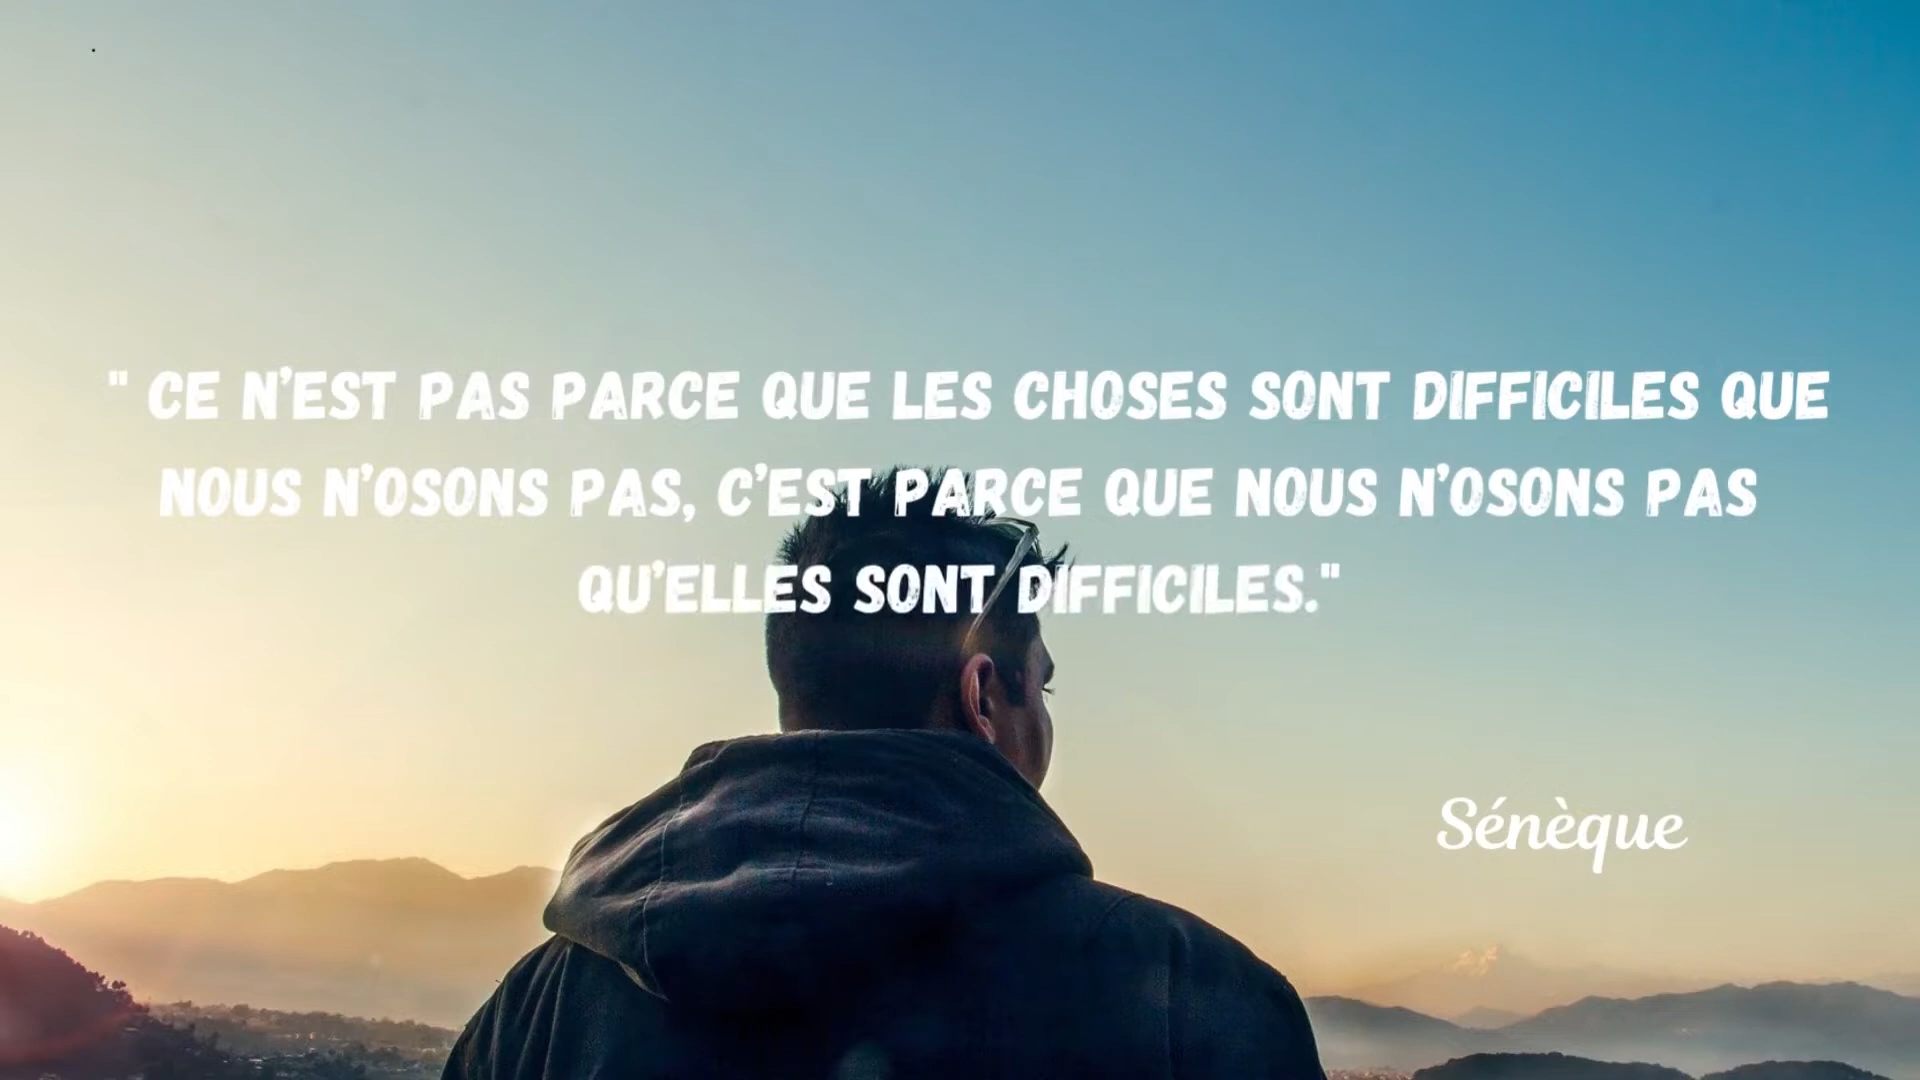 " CE N'EST PAS PARCE QUE LES CHOSES SONT DIFFICILES QUE
NOUS N'OSONS PAS, C'EST PARCE QUE NOUS N'OSONS PAS
QU'ELLES SONT DIFFICILES."
Sénèque